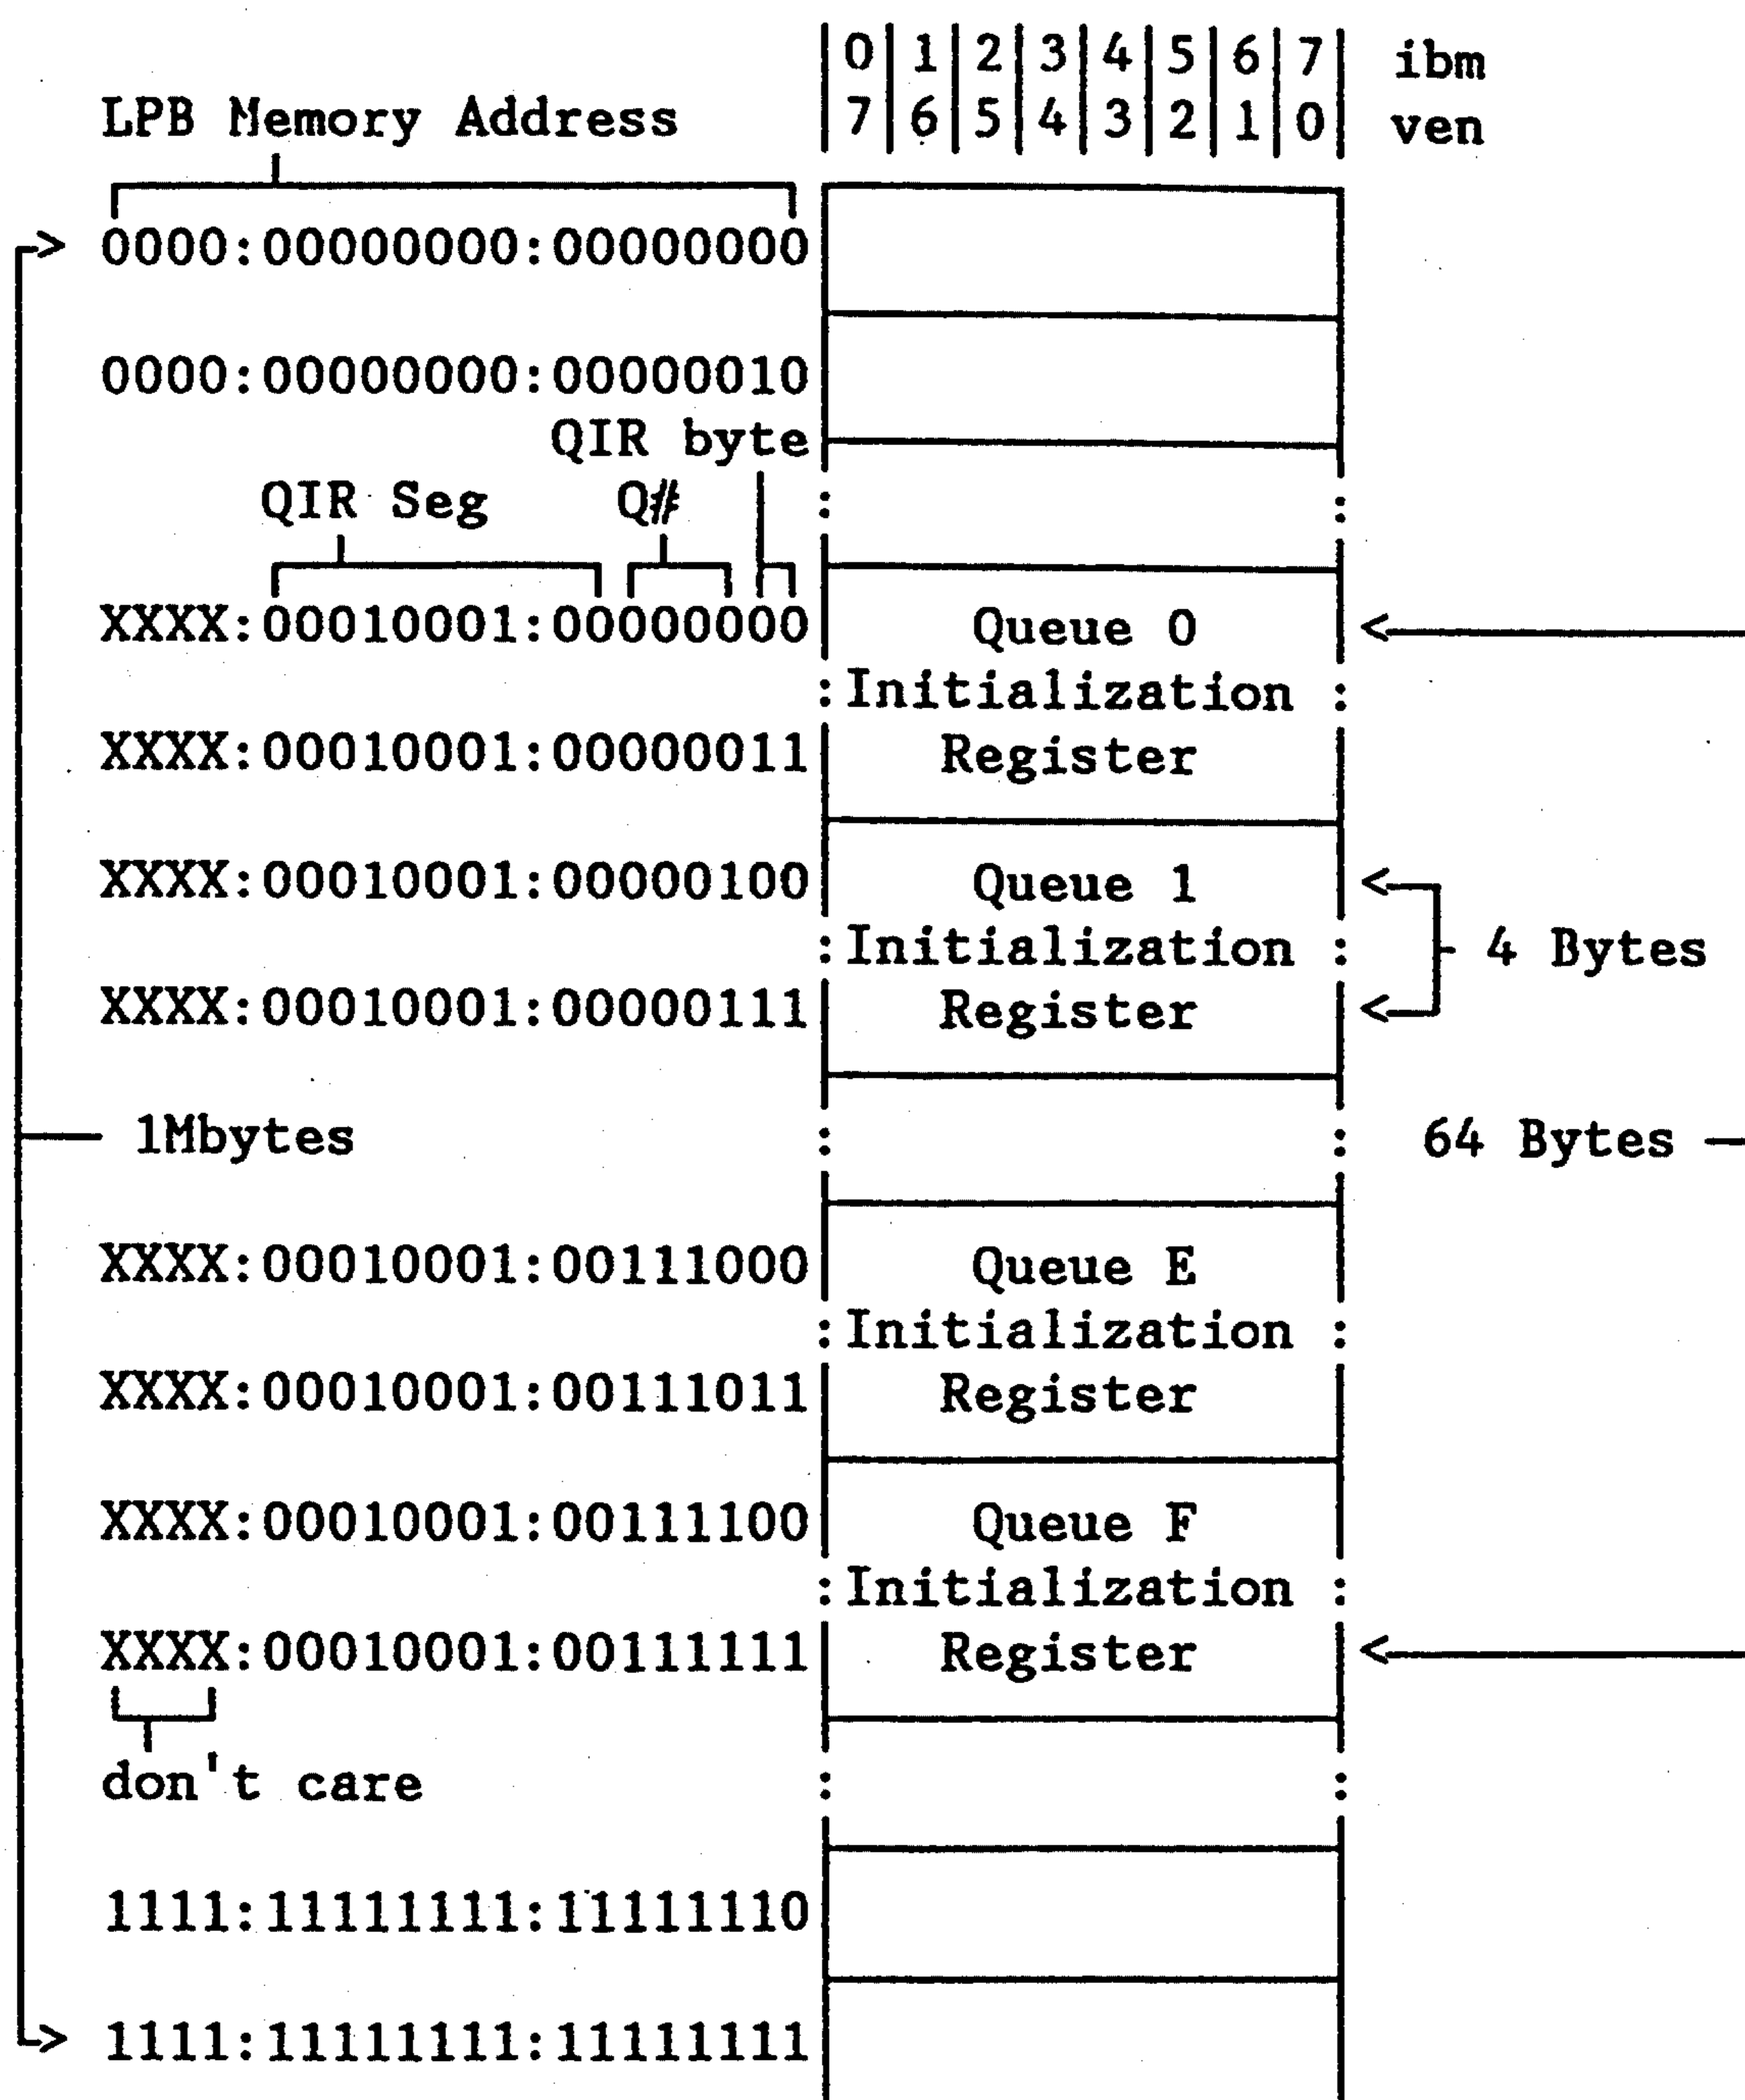 |0|1|2|3|4|5|6|7| ibm
LPB Memory Address |7|6|5|4|3|2|1|0| ven
0000:00000000:00000000
0000:00000000:00000010
QIR byte
QIR Seg Q#
:
:
XXXX:00010001:00000000 Queue 0
:Initialization :
XXXX:00010001:00000011 Register
XXXX:00010001:00000100 Queue 1
:Initialization : 4 Bytes
XXXX:00010001:00000111 Register
1Mbytes : : 64 Bytes
XXXX:00010001:00111000 Queue E
:Initialization :
XXXX:00010001:00111011 Register
XXXX:00010001:00111100 Queue F
:Initialization :
XXXX:00010001:00111111 Register
don't care : :
1111:11111111:11111110
1111:11111111:11111111